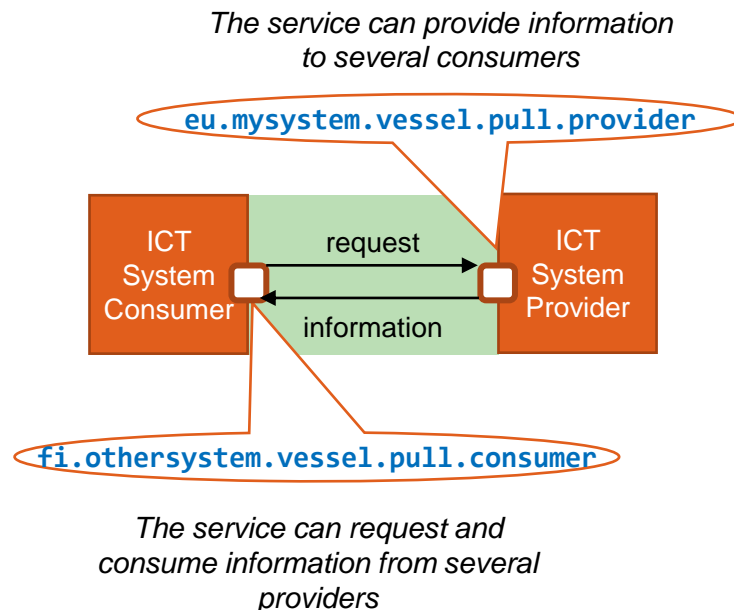 The service can provide information
to several consumers
eu.mysystem.vessel.pull.provider
ICT
System
Consumer
request
information
ICT
System
Provider
fi.othersystem.vessel.pull.consumer
The service can request and
consume information from several
providers